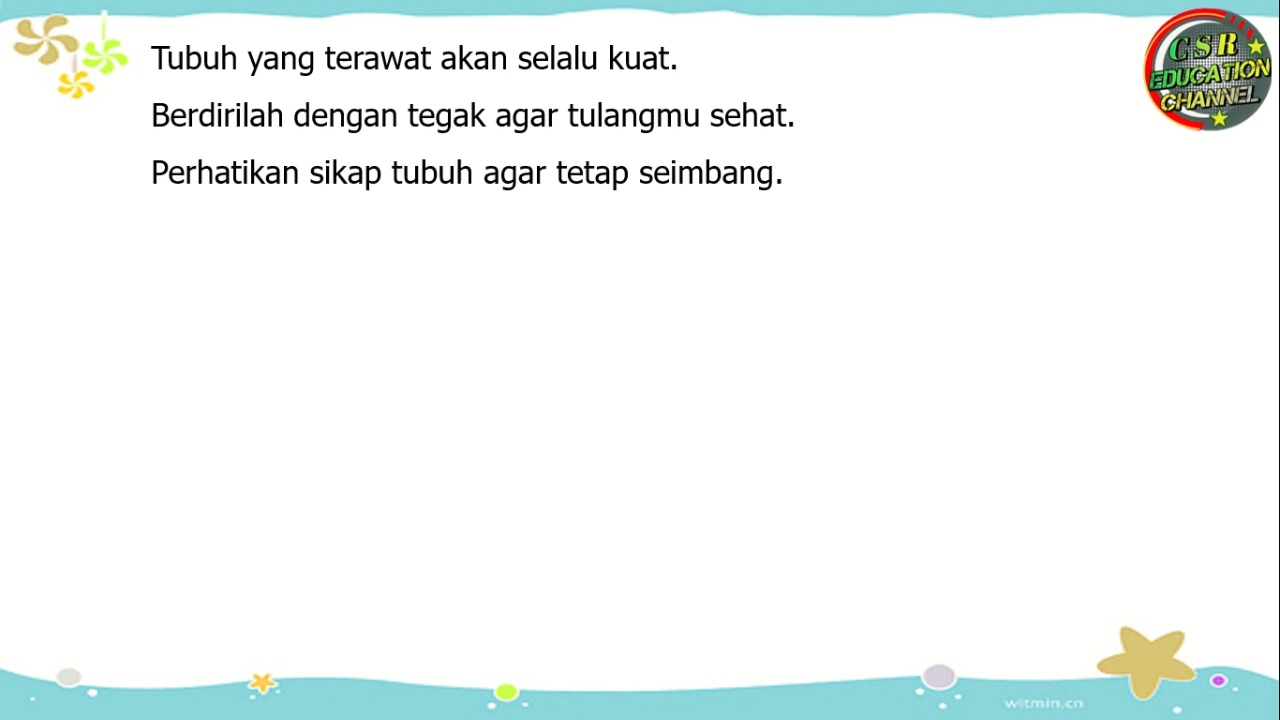 Tubuh yang terawat akan selalu kuat.
Berdirilah dengan tegak agar tulangmu sehat.
Perhatikan sikap tubuh agar tetap seimbang.
CSR
EDUCATION
CHANNEL
witmin.cn